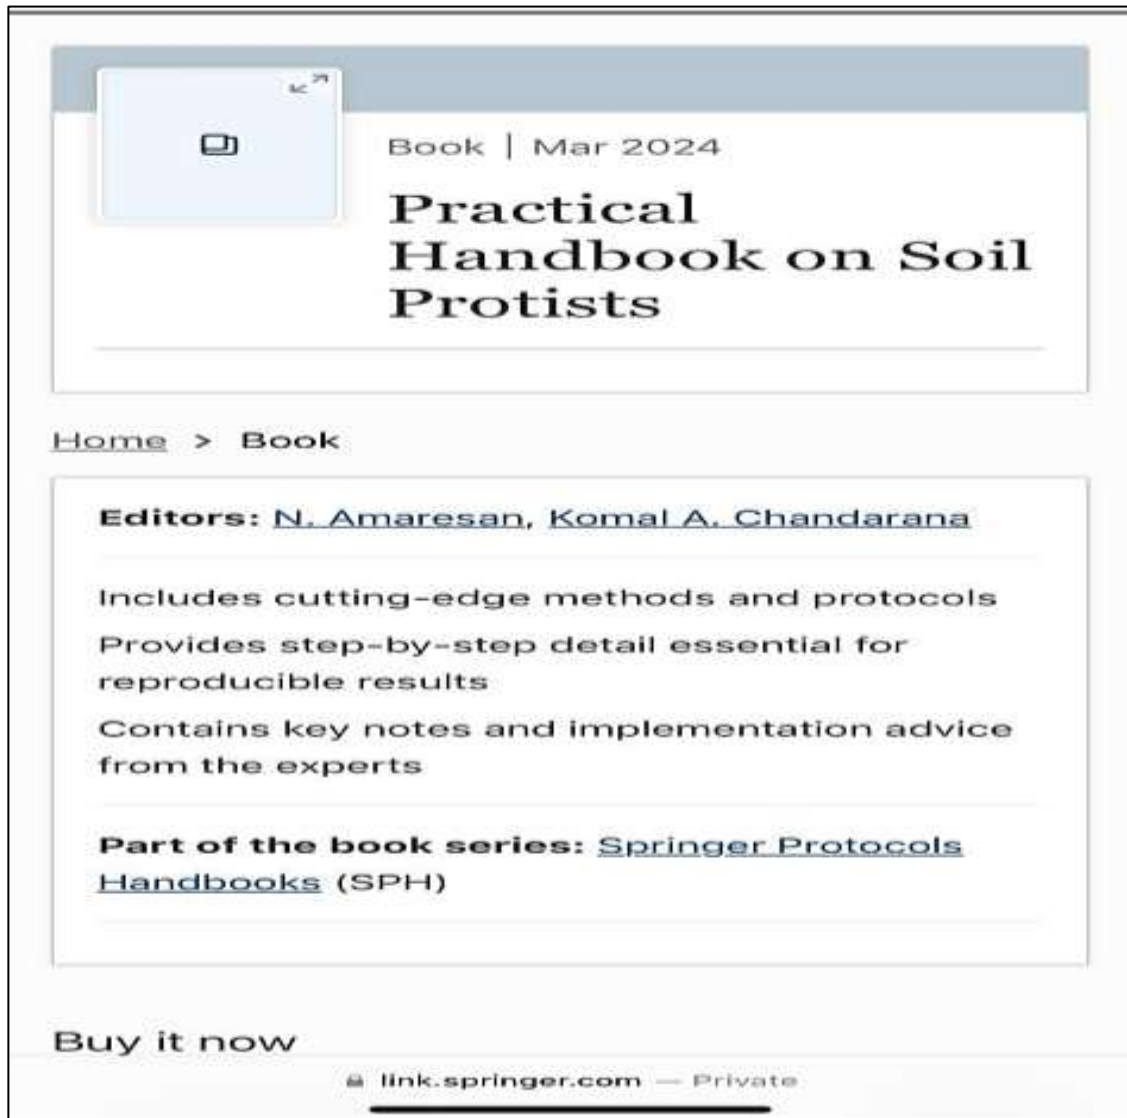 Book | Mar 2024
Practical
Handbook on Soil
Protists
Home > Book
Editors: N. Amaresan, Komal A. Chandarana
Includes cutting-edge methods and protocols
Provides step-by-step detail essential for
reproducible results
Contains key notes and implementation advice
from the experts
Part of the book series: Springer Protocols
Handbooks (SPH)
Buy it now
link.springer.com — Private